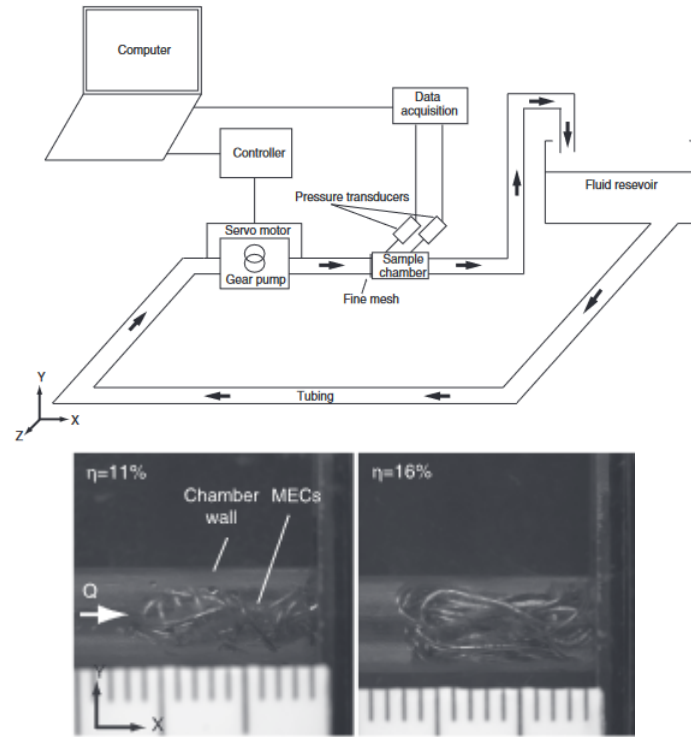 Computer
Data
acquisition
Controller
Pressure transducers
Fluid resevoir
Servo motor
Gear pump
Sample
chamber
Fine mesh
Tubing
Y
X
Z
η=11%
Chamber
wall
MECs
Q
Y
X
η=16%